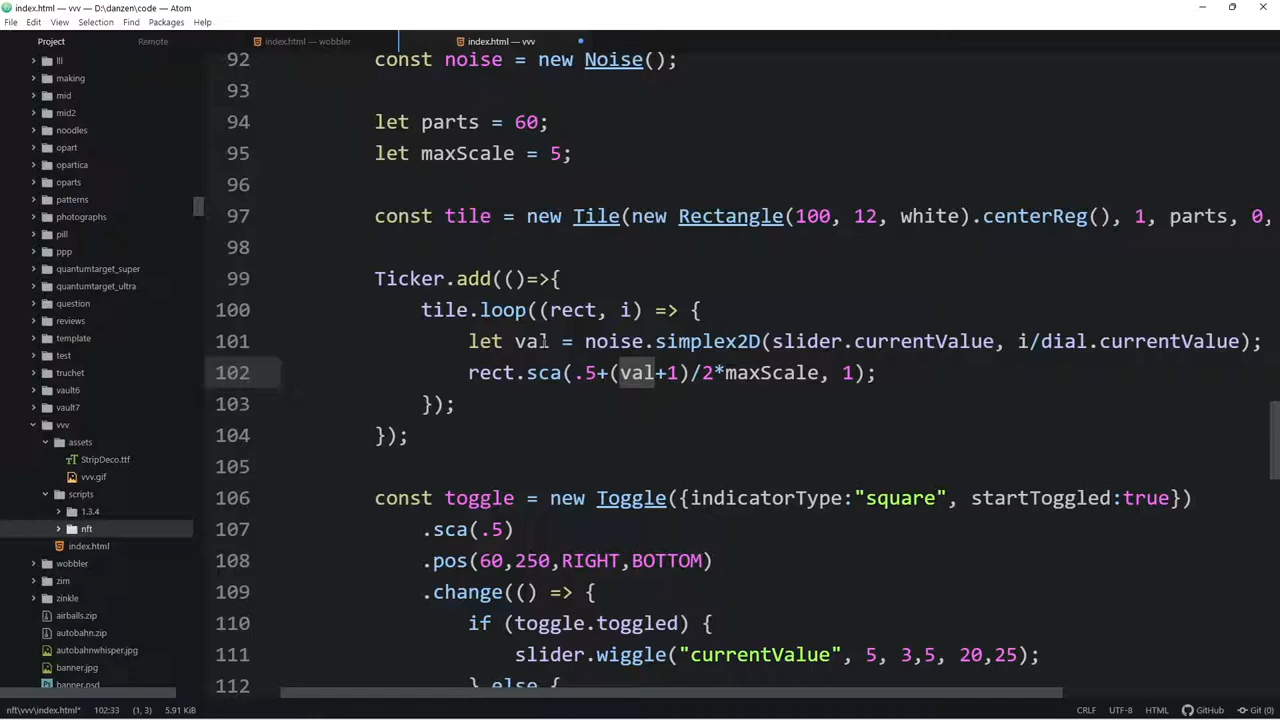 index.html — vvv — D:\danzen\code — Atom
File Edit View Selection Find Packages Help
Project Remote
index.html — wobbler
index.html — vvv
lll
making
mid
mid2
noodles
opart
opartica
oparts
patterns
photographs
pill
ppp
quantumtarget_super
quantumtarget_ultra
question
reviews
template
test
truchet
vault6
vault7
vvv
assets
StripDeco.ttf
vvv.gif
scripts
1.3.4
nft
index.html
wobbler
zim
zinkle
airballs.zip
autobahn.zip
autobahnwhisper.jpg
banner.jpg
banner.psd
92 const noise = new Noise();
93
94 let parts = 60;
95 let maxScale = 5;
96
97 const tile = new Tile(new Rectangle(100, 12, white).centerReg(), 1, parts, 0,
98
99 Ticker.add(()=>{
100 tile.loop((rect, i) => {
101 let val = noise.simplex2D(slider.currentValue, i/dial.currentValue);
102 rect.sca(.5+(val+1)/2*maxScale, 1);
103 });
104 });
105
106 const toggle = new Toggle({indicatorType:"square", startToggled:true})
107 .sca(.5)
108 .pos(60,250,RIGHT,BOTTOM)
109 .change(() => {
110 if (toggle.toggled) {
111 slider.wiggle("currentValue", 5, 3,5, 20,25);
112 } else {
nft\vvv\index.html* 102:33 (1, 3) 5.91 KiB CRLF UTF-8 HTML GitHub Git (0)